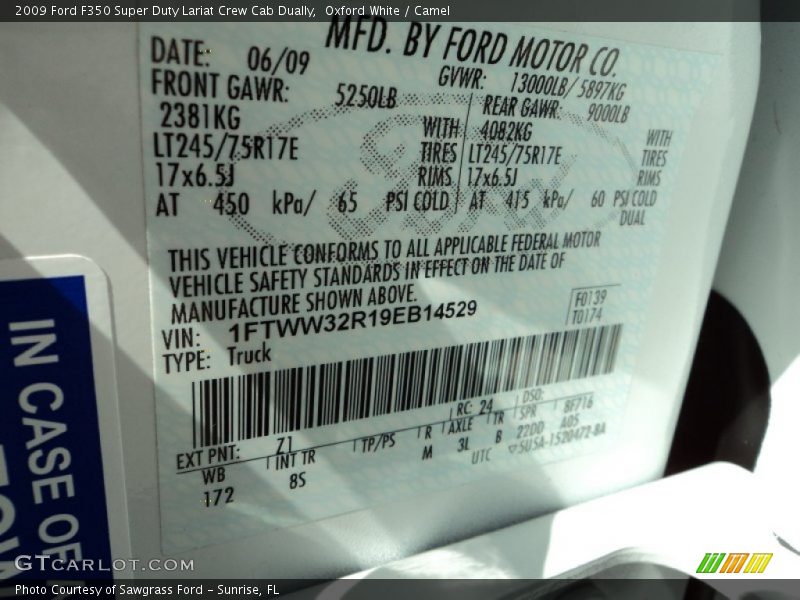 2009 Ford F350 Super Duty Lariat Crew Cab Dually, Oxford White / Camel
MFD. BY FORD MOTOR CO.
DATE: 06/09 GVWR: 13000LB/5897KG
FRONT GAWR: 5250LB REAR GAWR: 9000LB
2381KG WITH 4082KG WITH
LT245/75R17E TIRES LT245/75R17E TIRES
17x6.5J RIMS 17x6.5J RIMS
AT 450 kPa/ 65 PSI COLD AT 415 kPa/ 60 PSI COLD
DUAL
THIS VEHICLE CONFORMS TO ALL APPLICABLE FEDERAL MOTOR
VEHICLE SAFETY STANDARDS IN EFFECT ON THE DATE OF
MANUFACTURE SHOWN ABOVE.
VIN: 1FTWW32R19EB14529
F0139
T0174
TYPE: Truck
RC: 24 DSO:
EXT PNT: Z1
AXLE TR SPR 8F716
WB INT TR TP/PS R
172 8S M 3L B 220D A05
UTC ▽5U5A-1520472-BA
IN CASE OF
GTCARLOT.COM
Photo Courtesy of Sawgrass Ford - Sunrise, FL